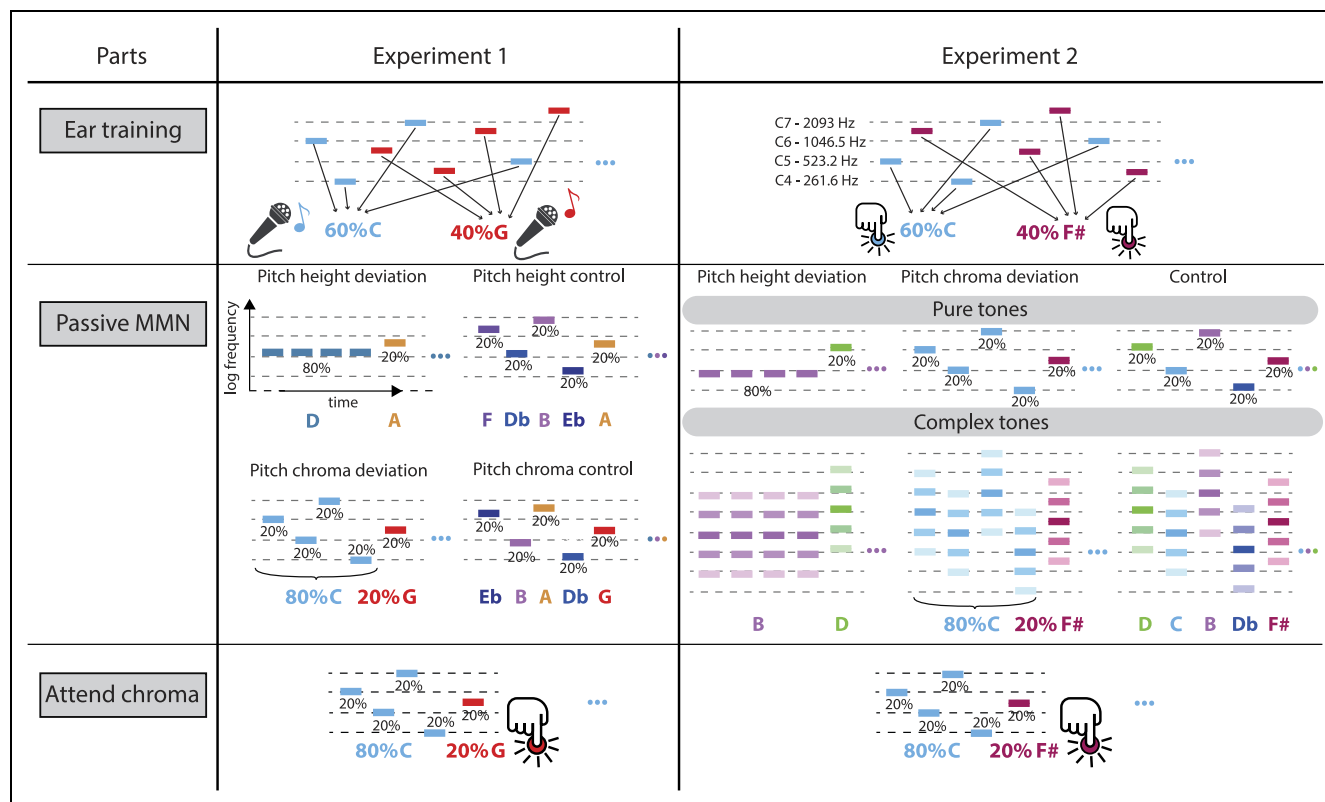 Parts
Experiment 1
Experiment 2
Ear training
60%C
40%G
C7 - 2093 Hz
C6 - 1046.5 Hz
C5 - 523.2 Hz
C4 - 261.6 Hz
60%C
40% F#
Passive MMN
Pitch height deviation
log frequency
80%
20%
time
D A
Pitch height control
20%
20%
20%
20%
20%
F Db B Eb A
Pitch chroma deviation
20%
20%
20%
20%
20%
80%C 20%G
Pitch chroma control
20%
20%
20%
20%
20%
Eb B A Db G
Pitch height deviation
Pitch chroma deviation
Control
Pure tones
80%
20%
20%
20%
20%
20%
20%
20%
20%
20%
20%
20%
Complex tones
B D
80%C 20% F#
D C B Db F#
Attend chroma
20%
20%
20%
20%
20%
80%C 20%G
20%
20%
20%
20%
20%
80%C 20% F#